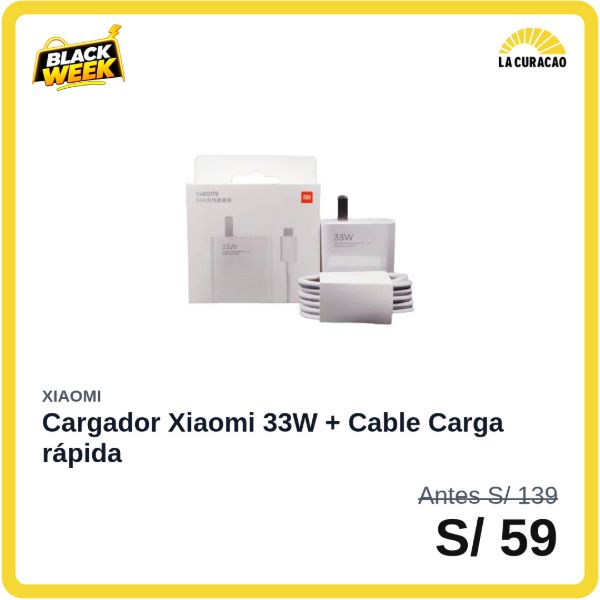 BLACK
WEEK
LA CURACAO
xiaomi
33W
33W
XIAOMI
Cargador Xiaomi 33W + Cable Carga
rápida
Antes S/ 139
S/ 59